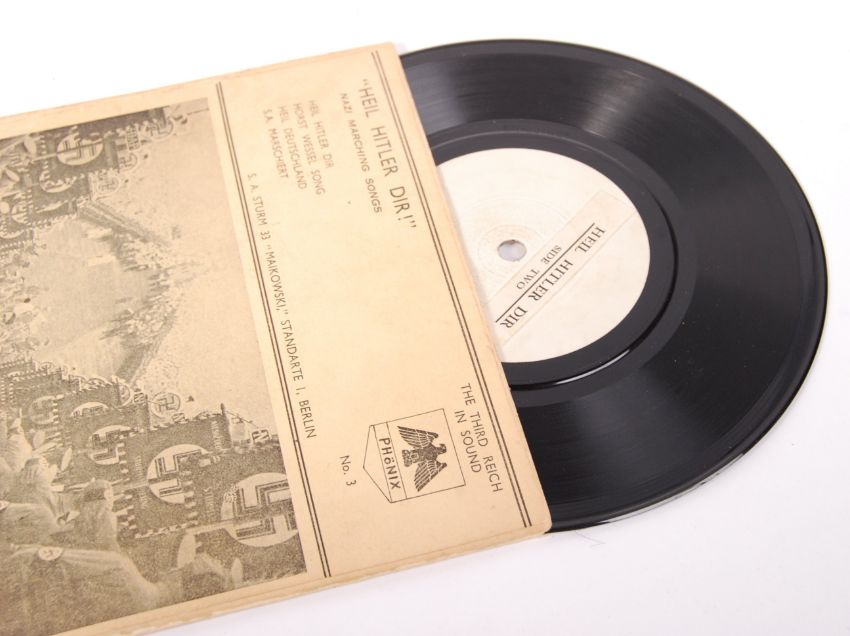 "HEIL HITLER DIR!"
NAZI MARCHING SONGS
HEIL HITLER DIR
HORST WESSEL SONG
HEIL DEUTSCHLAND
S.A. MARSCHIERT
S. A. STURM 33 "MAIKOWSKI," STANDARTE I, BERLIN
THE THIRD REICH
IN SOUND
PHöNIX
No. 3
HEIL HITLER DIR
SIDE TWO